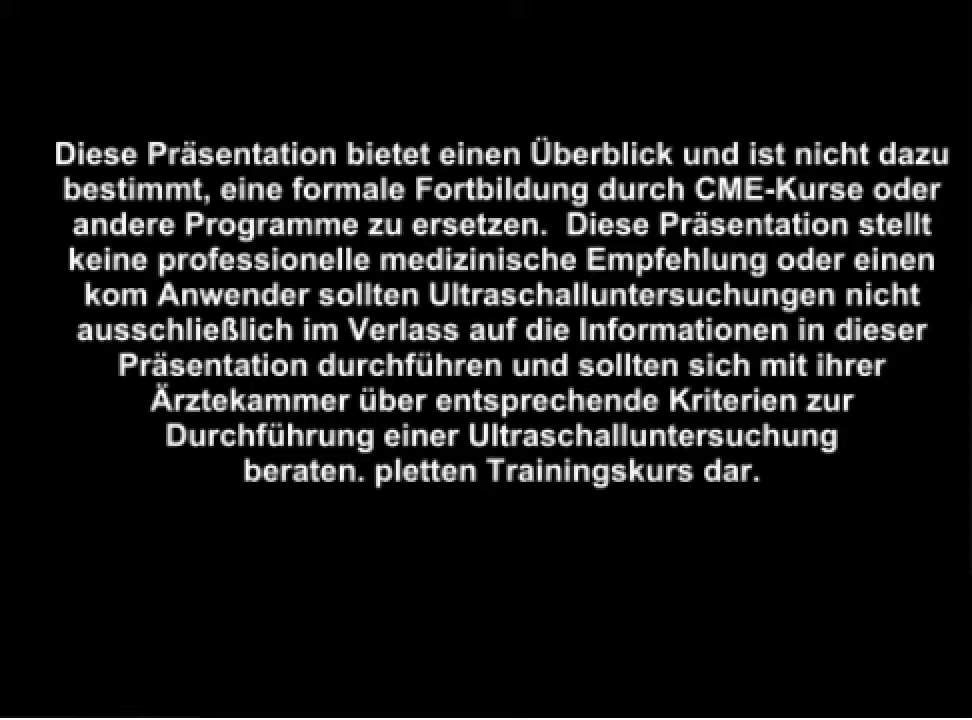 Diese Präsentation bietet einen Überblick und ist nicht dazu
bestimmt, eine formale Fortbildung durch CME-Kurse oder
andere Programme zu ersetzen.  Diese Präsentation stellt
keine professionelle medizinische Empfehlung oder einen
kom Anwender sollten Ultraschalluntersuchungen nicht
ausschließlich im Verlass auf die Informationen in dieser
Präsentation durchführen und sollten sich mit ihrer
Ärztekammer über entsprechende Kriterien zur
Durchführung einer Ultraschalluntersuchung
beraten. pletten Trainingskurs dar.